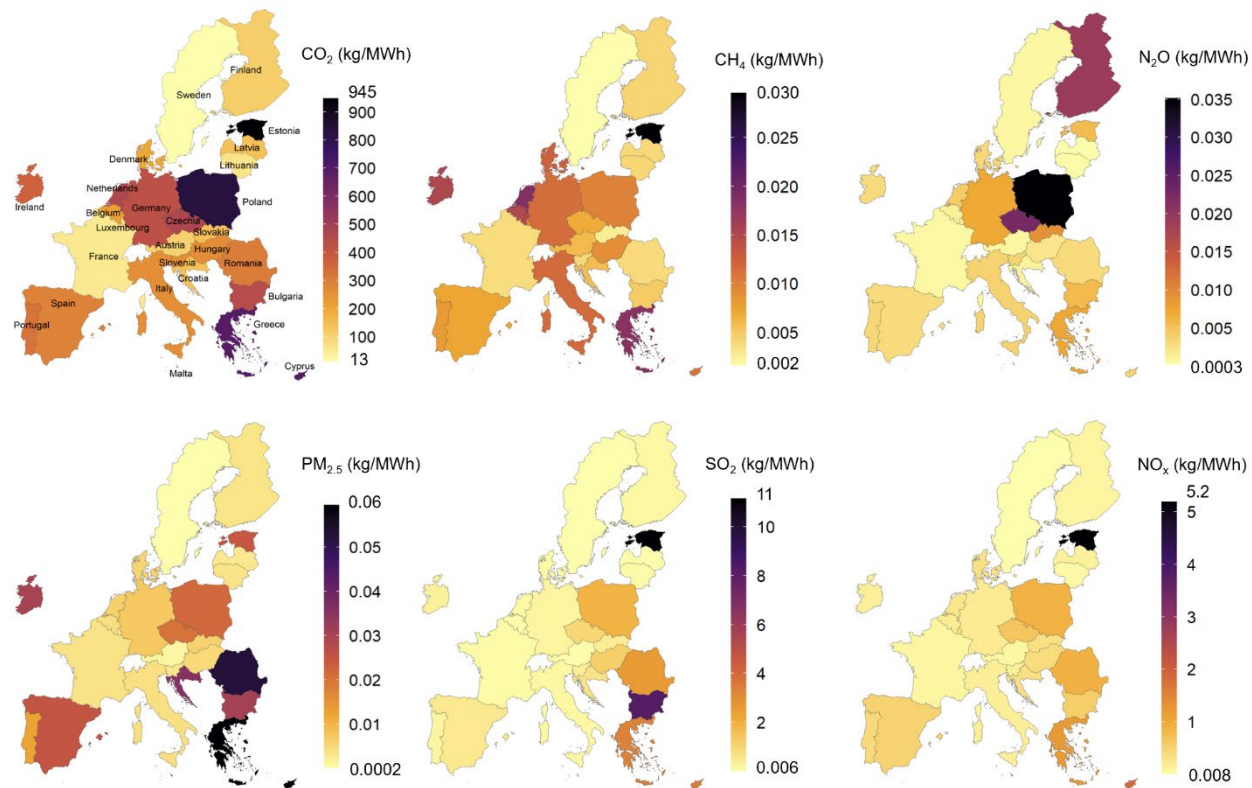 CO₂ (kg/MWh)
945
900
800
700
600
500
400
300
200
100
13
Finland
Sweden
Estonia
Latvia
Denmark
Lithuania
Netherlands
Ireland
Germany
Poland
Belgium
Czechia
Luxembourg
Slovakia
Austria
Hungary
France
Slovenia
Romania
Croatia
Italy
Spain
Bulgaria
Portugal
Greece
Malta
Cyprus
CH₄ (kg/MWh)
0.030
0.025
0.020
0.015
0.010
0.005
0.002
N₂O (kg/MWh)
0.035
0.030
0.025
0.020
0.015
0.010
0.005
0.0003
PM₂.₅ (kg/MWh)
0.06
0.05
0.04
0.03
0.02
0.01
0.0002
SO₂ (kg/MWh)
11
10
8
6
4
2
0.006
NOₓ (kg/MWh)
5.2
5
4
3
2
1
0.008